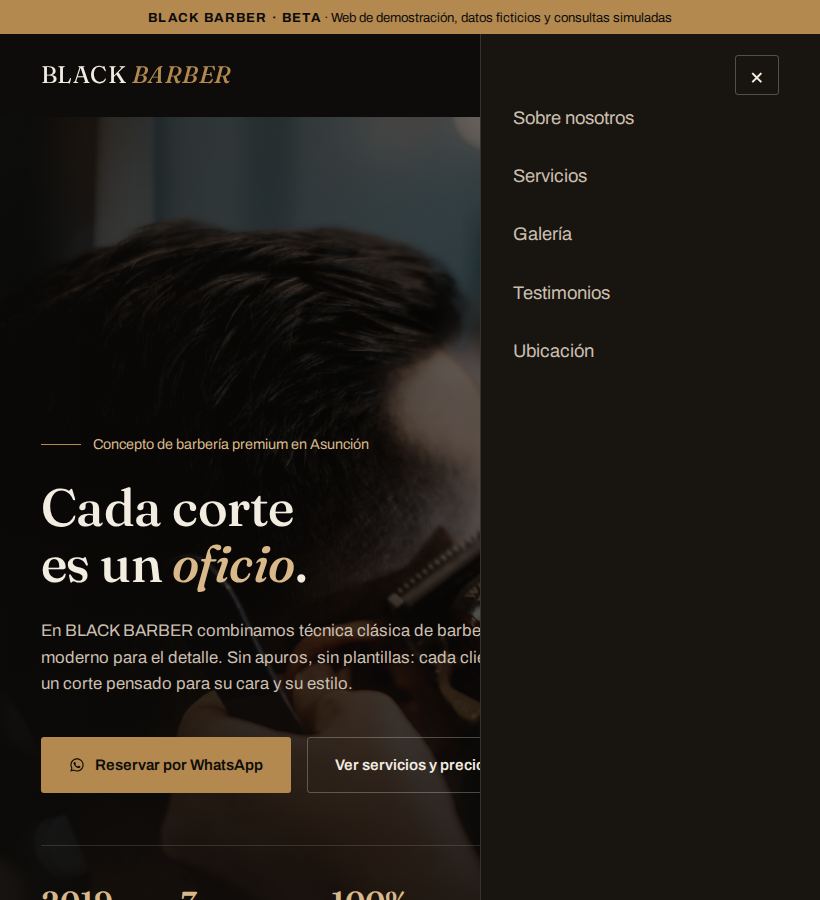 BLACK BARBER · BETA · Web de demostración, datos ficticios y consultas simuladas
BLACK BARBER
×
Sobre nosotros
Servicios
Galería
Testimonios
Ubicación
Concepto de barbería premium en Asunción
Cada corte
es un oficio.
En BLACK BARBER combinamos técnica clásica de barbe
moderno para el detalle. Sin apuros, sin plantillas: cada clie
un corte pensado para su cara y su estilo.
Reservar por WhatsApp
Ver servicios y precio
2019 7 100%